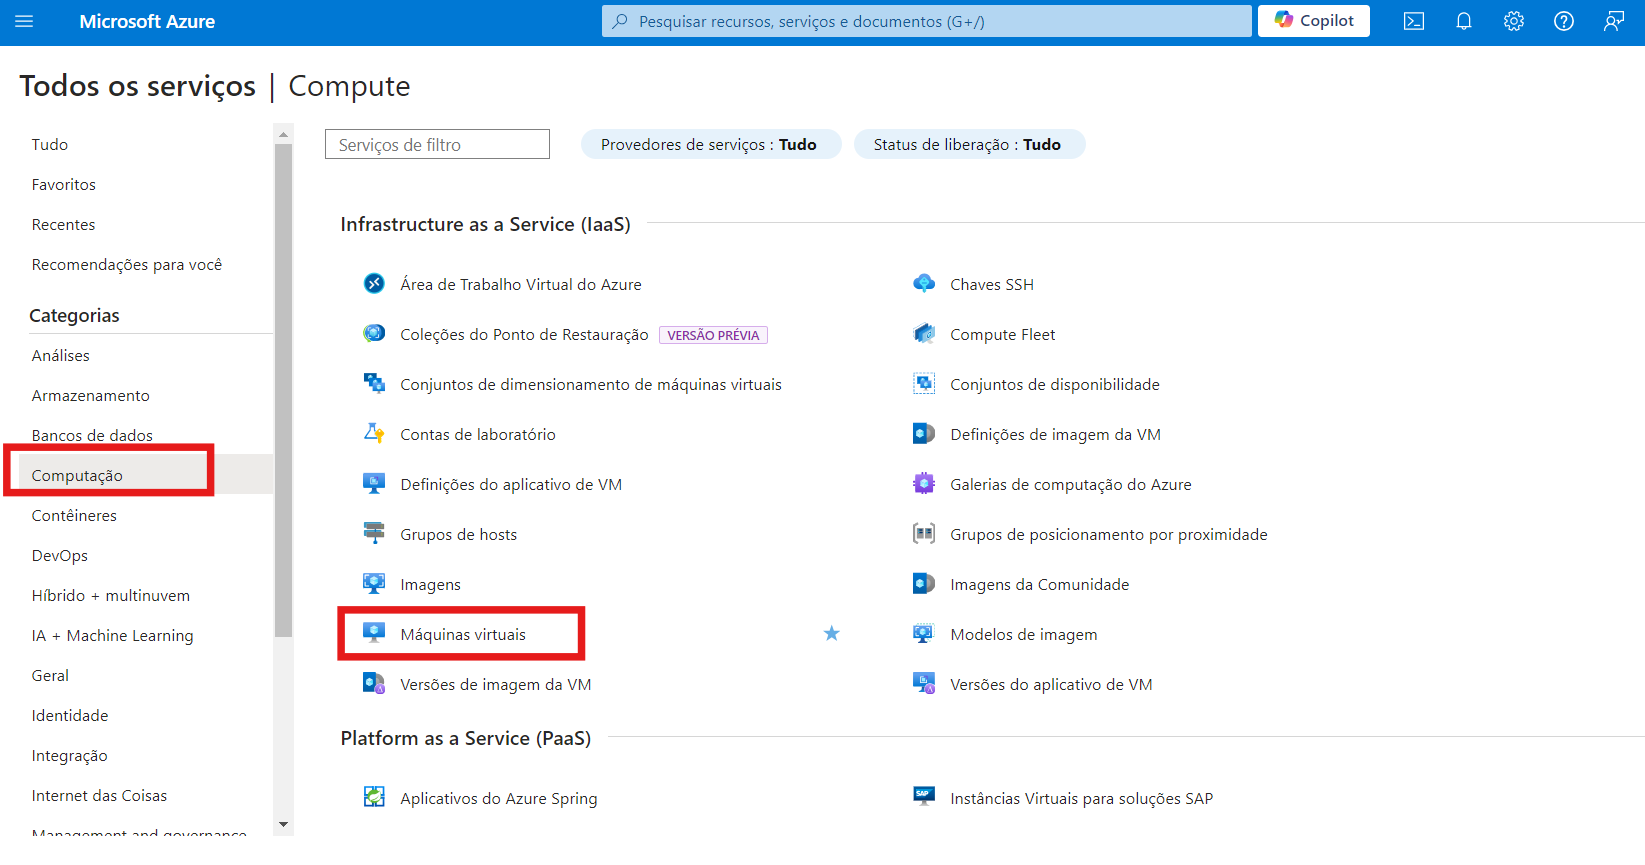 Microsoft Azure
Pesquisar recursos, serviços e documentos (G+/)
Copilot
Todos os serviços | Compute
Tudo
Favoritos
Recentes
Recomendações para você
Categorias
Análises
Armazenamento
Bancos de dados
Computação
Contêineres
DevOps
Híbrido + multinuvem
IA + Machine Learning
Geral
Identidade
Integração
Internet das Coisas
Management and governance
Serviços de filtro
Provedores de serviços : Tudo
Status de liberação : Tudo
Infrastructure as a Service (IaaS)
Área de Trabalho Virtual do Azure
Chaves SSH
Coleções do Ponto de Restauração VERSÃO PRÉVIA
Compute Fleet
Conjuntos de dimensionamento de máquinas virtuais
Conjuntos de disponibilidade
Contas de laboratório
Definições de imagem da VM
Definições do aplicativo de VM
Galerias de computação do Azure
Grupos de hosts
Grupos de posicionamento por proximidade
Imagens
Imagens da Comunidade
Máquinas virtuais
Modelos de imagem
Versões de imagem da VM
Versões do aplicativo de VM
Platform as a Service (PaaS)
Aplicativos do Azure Spring
SAP
Instâncias Virtuais para soluções SAP